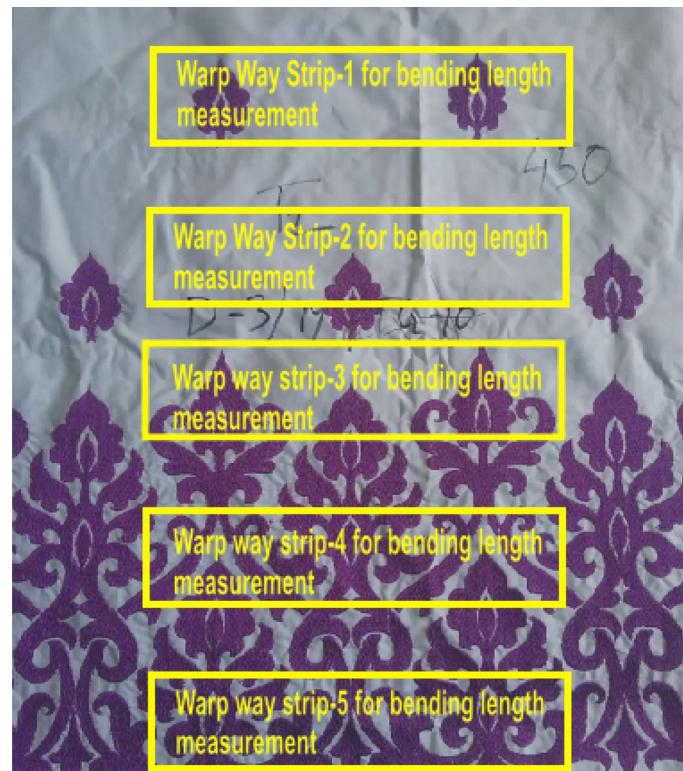 Warp Way Strip-1 for bending length
measurement
450
Warp Way Strip-2 for bending length
measurement
Warp way strip-3 for bending length
measurement
Warp way strip-4 for bending length
measurement
Warp way strip-5 for bending length
measurement